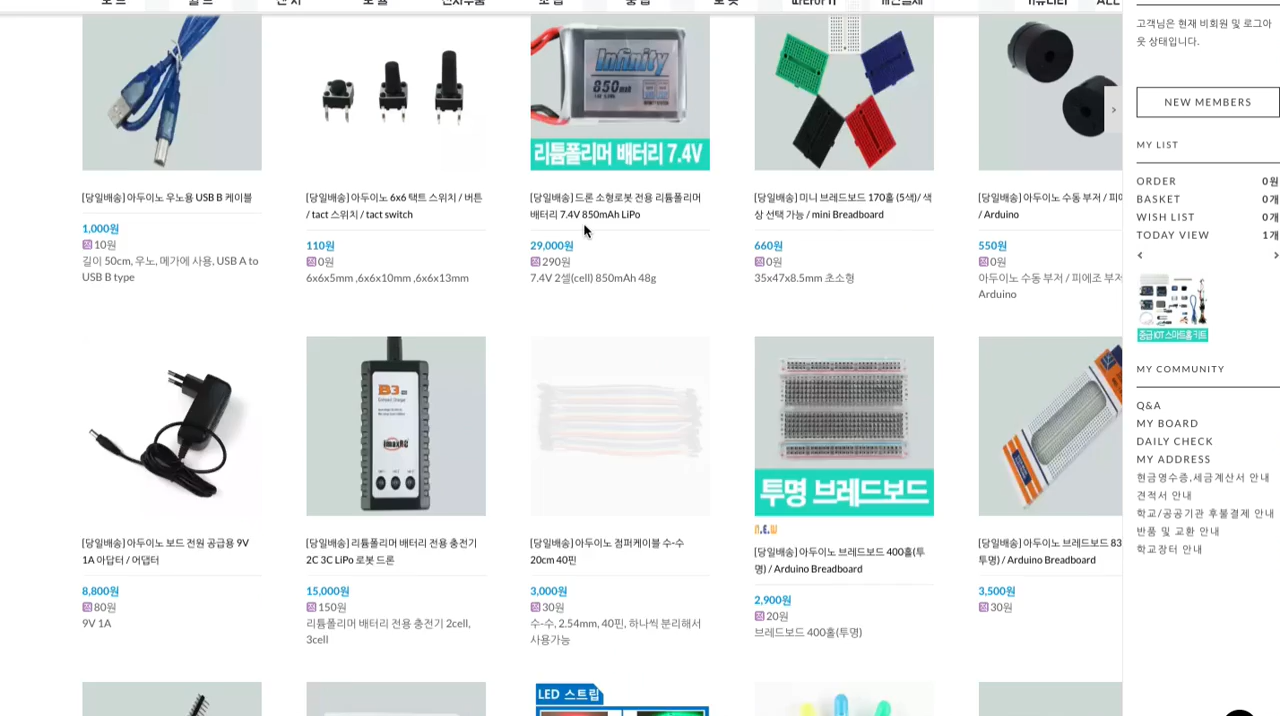 고객님은 현재 비회원 및 로그아
웃 상태입니다.
NEW MEMBERS
MY LIST
ORDER 0원
BASKET 0개
WISH LIST 0개
TODAY VIEW 1개
중급 IOT 스마트홈 키트
MY COMMUNITY
Q&A
MY BOARD
DAILY CHECK
MY ADDRESS
현금영수증,세금계산서 안내
견적서 안내
학교/공공기관 후불결제 안내
반품 및 교환 안내
학교장터 안내
[당일배송] 아두이노 우노용 USB B 케이블
1,000원
10원
길이 50cm, 우노, 메가에 사용, USB A to
USB B type
[당일배송] 아두이노 6x6 택트 스위치 / 버튼
/ tact 스위치 / tact switch
110원
0원
6x6x5mm ,6x6x10mm ,6x6x13mm
Infinity
850mAh
리튬폴리머 배터리 7.4V
[당일배송] 드론 소형로봇 전용 리튬폴리머
배터리 7.4V 850mAh LiPo
29,000원
290원
7.4V 2셀(cell) 850mAh 48g
[당일배송] 미니 브레드보드 170홀 (5색)/ 색
상 선택 가능 / mini Breadboard
660원
0원
35x47x8.5mm 초소형
[당일배송] 아두이노 수동 부저 / 피에
/ Arduino
550원
0원
아두이노 수동 부저 / 피에조 부저
Arduino
[당일배송] 아두이노 보드 전원 공급용 9V
1A 아답터 / 어댑터
8,800원
80원
9V 1A
B3
imaxRC
[당일배송] 리튬폴리머 배터리 전용 충전기
2C 3C LiPo 로봇 드론
15,000원
150원
리튬폴리머 배터리 전용 충전기 2cell,
3cell
[당일배송] 아두이노 점퍼케이블 수-수
20cm 40핀
3,000원
30원
수-수, 2.54mm, 40핀, 하나씩 분리해서
사용가능
투명 브레드보드
N.E.W
[당일배송] 아두이노 브레드보드 400홀(투
명) / Arduino Breadboard
2,900원
20원
브레드보드 400홀(투명)
[당일배송] 아두이노 브레드보드 83
투명) / Arduino Breadboard
3,500원
30원
LED 스트립